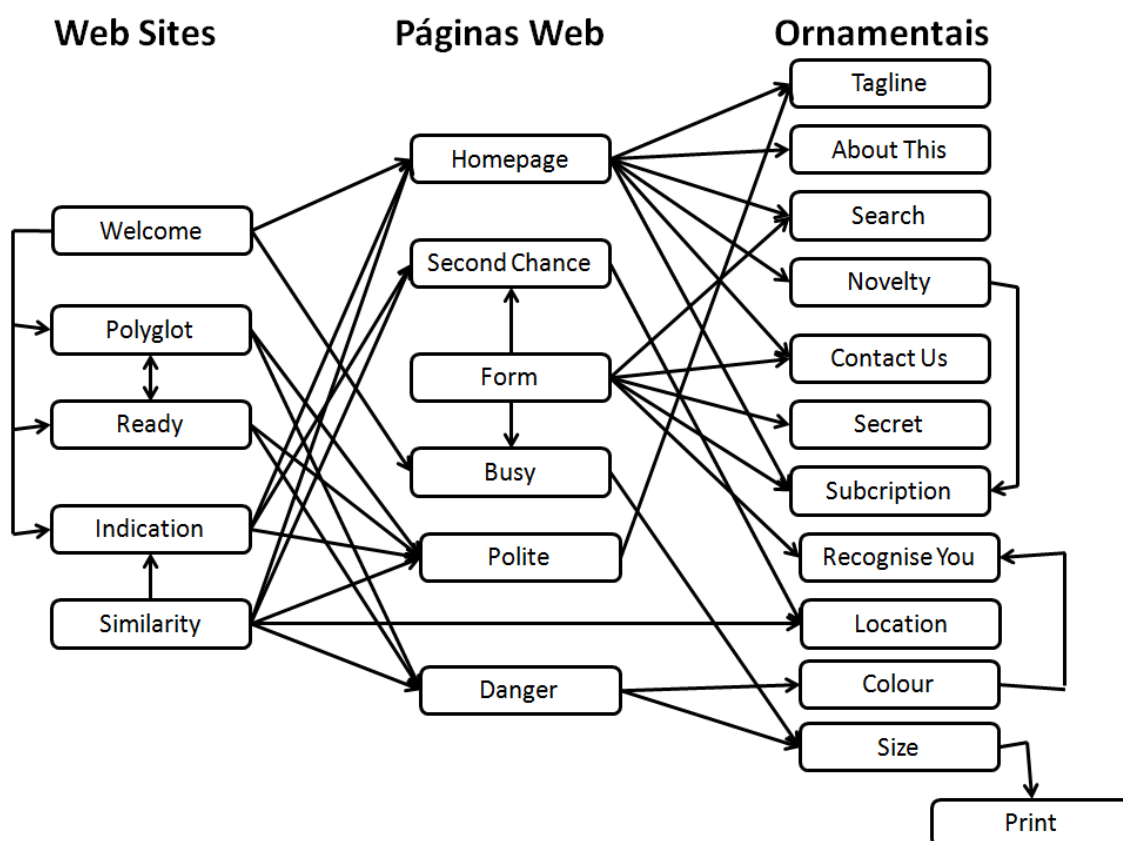 Web Sites
Páginas Web
Ornamentais
Welcome
Polyglot
Ready
Indication
Similarity
Homepage
Second Chance
Form
Busy
Polite
Danger
Tagline
About This
Search
Novelty
Contact Us
Secret
Subcription
Recognise You
Location
Colour
Size
Print